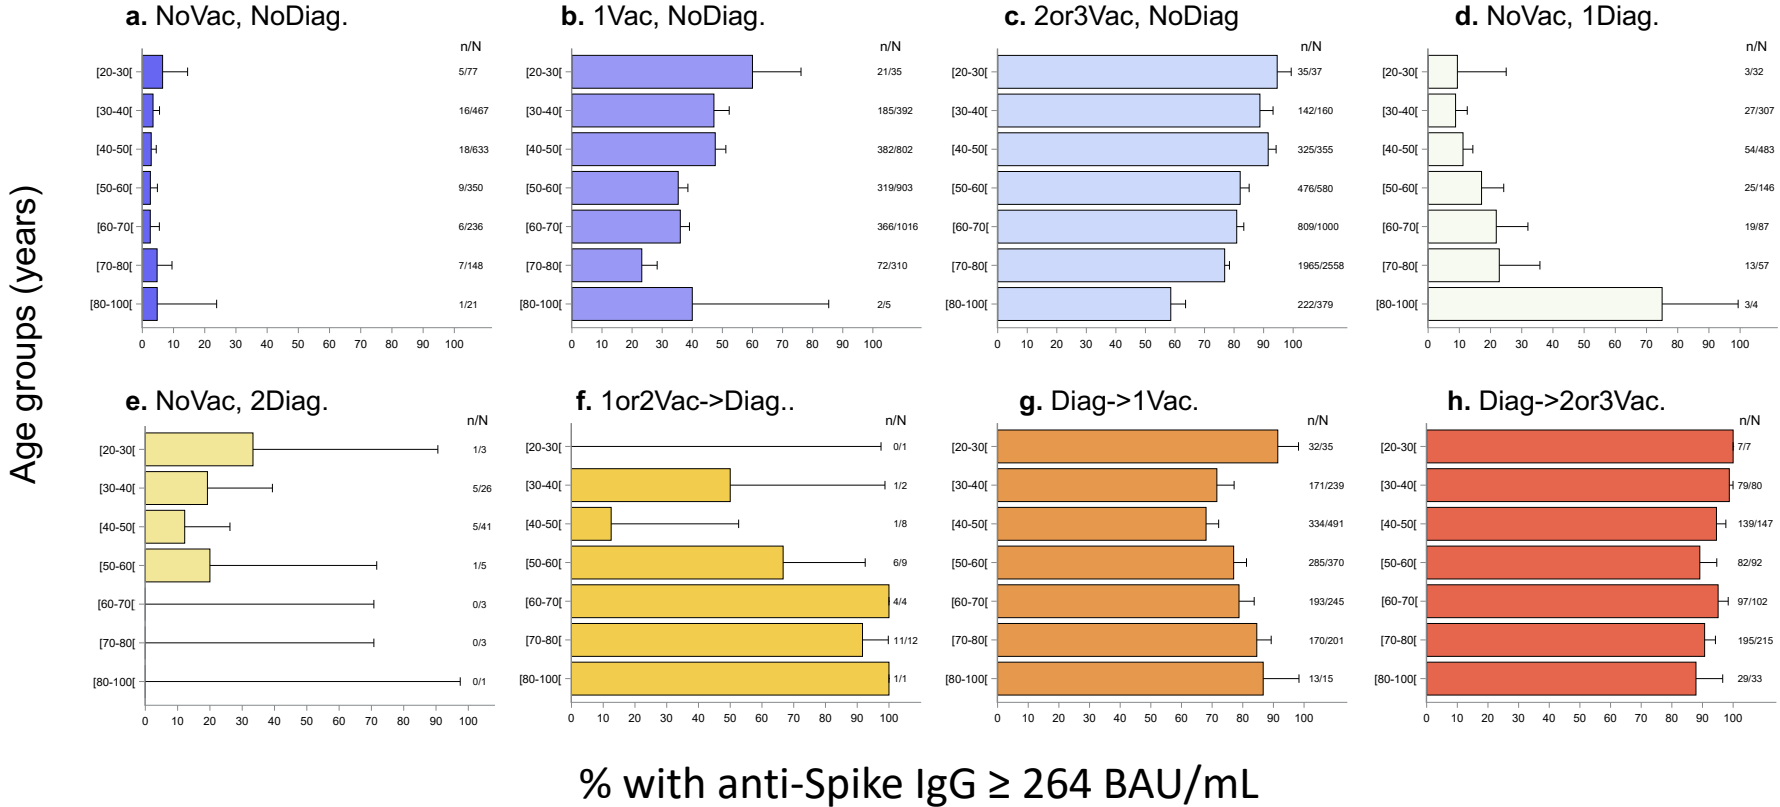 a. NoVac, NoDiag.
n/N
[20-30[ 5/77
[30-40[ 16/467
[40-50[ 18/633
[50-60[ 9/350
[60-70[ 6/236
[70-80[ 7/148
[80-100[ 1/21
0 10 20 30 40 50 60 70 80 90 100
b. 1Vac, NoDiag.
n/N
[20-30[ 21/35
[30-40[ 185/392
[40-50[ 382/802
[50-60[ 319/903
[60-70[ 366/1016
[70-80[ 72/310
[80-100[ 2/5
0 10 20 30 40 50 60 70 80 90 100
c. 2or3Vac, NoDiag
n/N
[20-30[ 35/37
[30-40[ 142/160
[40-50[ 325/355
[50-60[ 476/580
[60-70[ 809/1000
[70-80[ 1965/2558
[80-100[ 222/379
0 10 20 30 40 50 60 70 80 90 100
d. NoVac, 1Diag.
n/N
[20-30[ 3/32
[30-40[ 27/307
[40-50[ 54/483
[50-60[ 25/146
[60-70[ 19/87
[70-80[ 13/57
[80-100[ 3/4
0 10 20 30 40 50 60 70 80 90 100
Age groups (years)
e. NoVac, 2Diag.
n/N
[20-30[ 1/3
[30-40[ 5/26
[40-50[ 5/41
[50-60[ 1/5
[60-70[ 0/3
[70-80[ 0/3
[80-100[ 0/1
0 10 20 30 40 50 60 70 80 90 100
f. 1or2Vac->Diag..
n/N
[20-30[ 0/1
[30-40[ 1/2
[40-50[ 1/8
[50-60[ 6/9
[60-70[ 4/4
[70-80[ 11/12
[80-100[ 1/1
0 10 20 30 40 50 60 70 80 90 100
g. Diag->1Vac.
n/N
[20-30[ 32/35
[30-40[ 171/239
[40-50[ 334/491
[50-60[ 285/370
[60-70[ 193/245
[70-80[ 170/201
[80-100[ 13/15
0 10 20 30 40 50 60 70 80 90 100
h. Diag->2or3Vac.
n/N
[20-30[ 7/7
[30-40[ 79/80
[40-50[ 139/147
[50-60[ 82/92
[60-70[ 97/102
[70-80[ 195/215
[80-100[ 29/33
0 10 20 30 40 50 60 70 80 90 100
% with anti-Spike IgG ≥ 264 BAU/mL